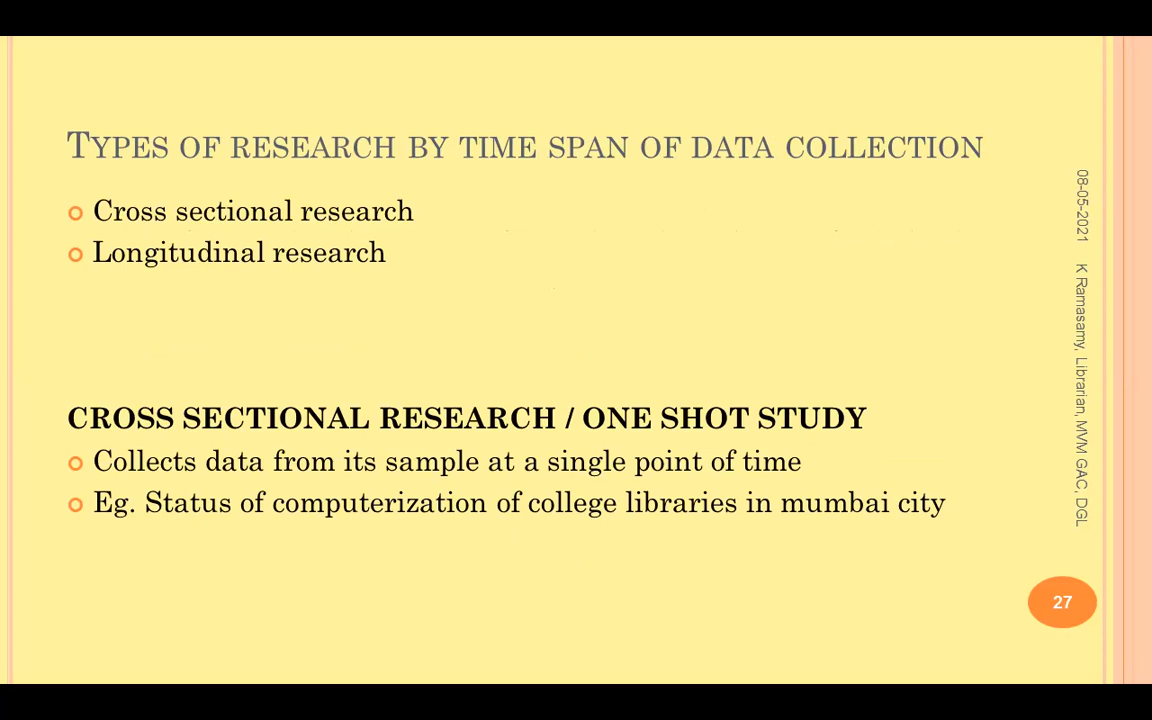 TYPES OF RESEARCH BY TIME SPAN OF DATA COLLECTION
Cross sectional research
Longitudinal research
CROSS SECTIONAL RESEARCH / ONE SHOT STUDY
Collects data from its sample at a single point of time
Eg. Status of computerization of college libraries in mumbai city
08-05-2021 K Ramasamy, Librarian, MVM GAC, DGL
27